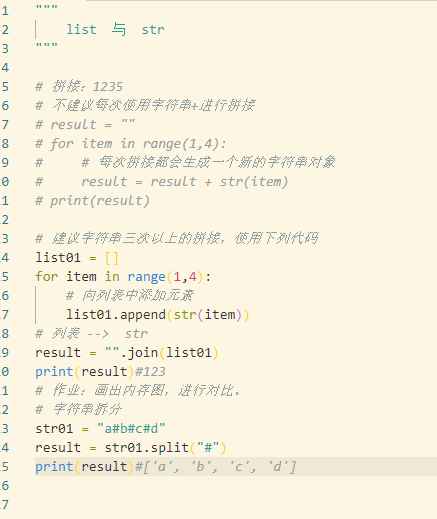 1 """
2     list 与 str
3 """
4
5 # 拼接：1235
6 # 不建议每次使用字符串+进行拼接
7 # result = ""
8 # for item in range(1,4):
9 #     # 每次拼接都会生成一个新的字符串对象
0 #     result = result + str(item)
1 # print(result)
2
3 # 建议字符串三次以上的拼接，使用下列代码
4 list01 = []
5 for item in range(1,4):
6     # 向列表中添加元素
7     list01.append(str(item))
8 # 列表 --> str
9 result = "".join(list01)
0 print(result)#123
1 # 作业：画出内存图，进行对比。
2 # 字符串拆分
3 str01 = "a#b#c#d"
4 result = str01.split("#")
5 print(result)#['a', 'b', 'c', 'd']
6
7